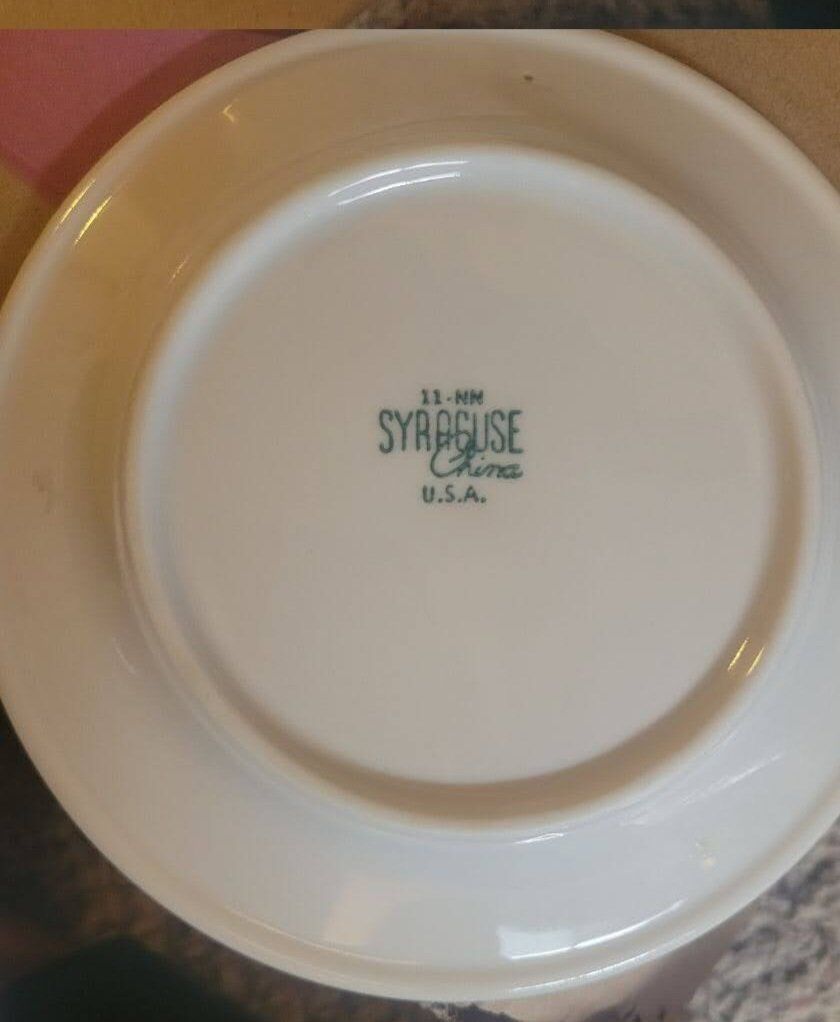 11-NN
SYRACUSE
China
U.S.A.